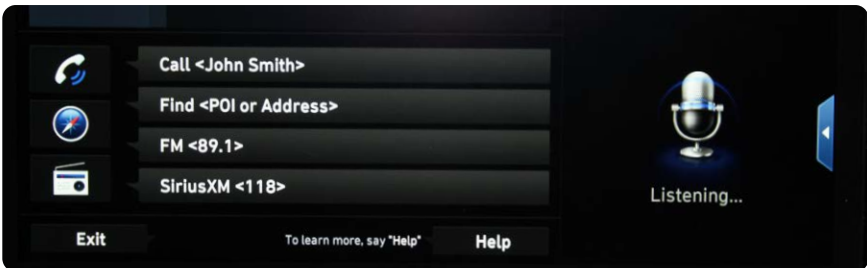 Call <John Smith>
Find <POI or Address>
FM <89.1>
SiriusXM <118>
Listening...
Exit
To learn more, say "Help"
Help